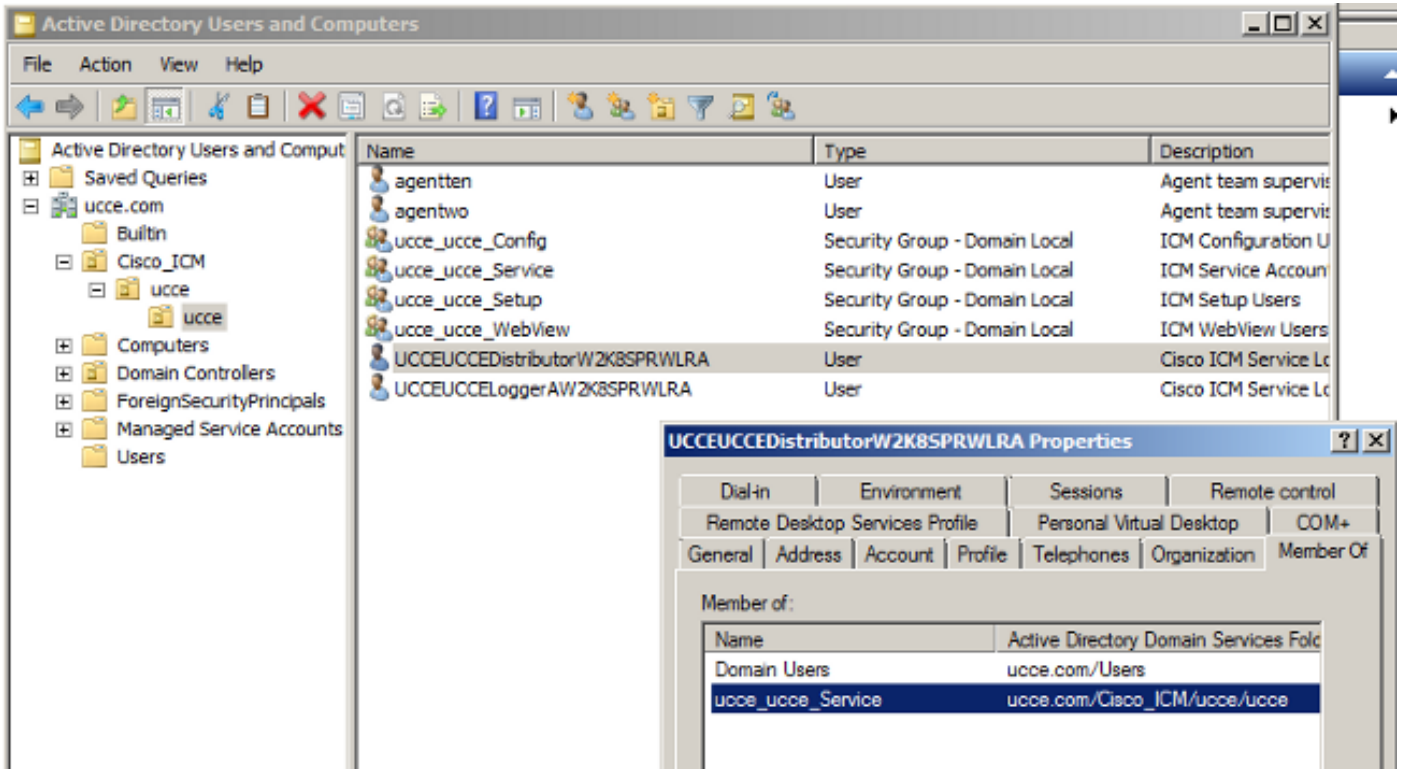 Active Directory Users and Computers
File Action View Help
Active Directory Users and Comput
Saved Queries
ucce.com
Builtin
Cisco_ICM
ucce
ucce
Computers
Domain Controllers
ForeignSecurityPrincipals
Managed Service Accounts
Users
Name Type Description
agentten User Agent team supervis
agentwo User Agent team supervis
ucce_ucce_Config Security Group - Domain Local ICM Configuration U
ucce_ucce_Service Security Group - Domain Local ICM Service Account
ucce_ucce_Setup Security Group - Domain Local ICM Setup Users
ucce_ucce_WebView Security Group - Domain Local ICM WebView Users
UCCEUCCEDistributorW2K8SPRWLRA User Cisco ICM Service Lo
UCCEUCCELoggerAW2K8SPRWLRA User Cisco ICM Service Lo
UCCEUCCEDistributorW2K8SPRWLRA Properties
Dial-in Environment Sessions Remote control
Remote Desktop Services Profile Personal Virtual Desktop COM+
General Address Account Profile Telephones Organization Member Of
Member of:
Name Active Directory Domain Services Fold
Domain Users ucce.com/Users
ucce_ucce_Service ucce.com/Cisco_ICM/ucce/ucce